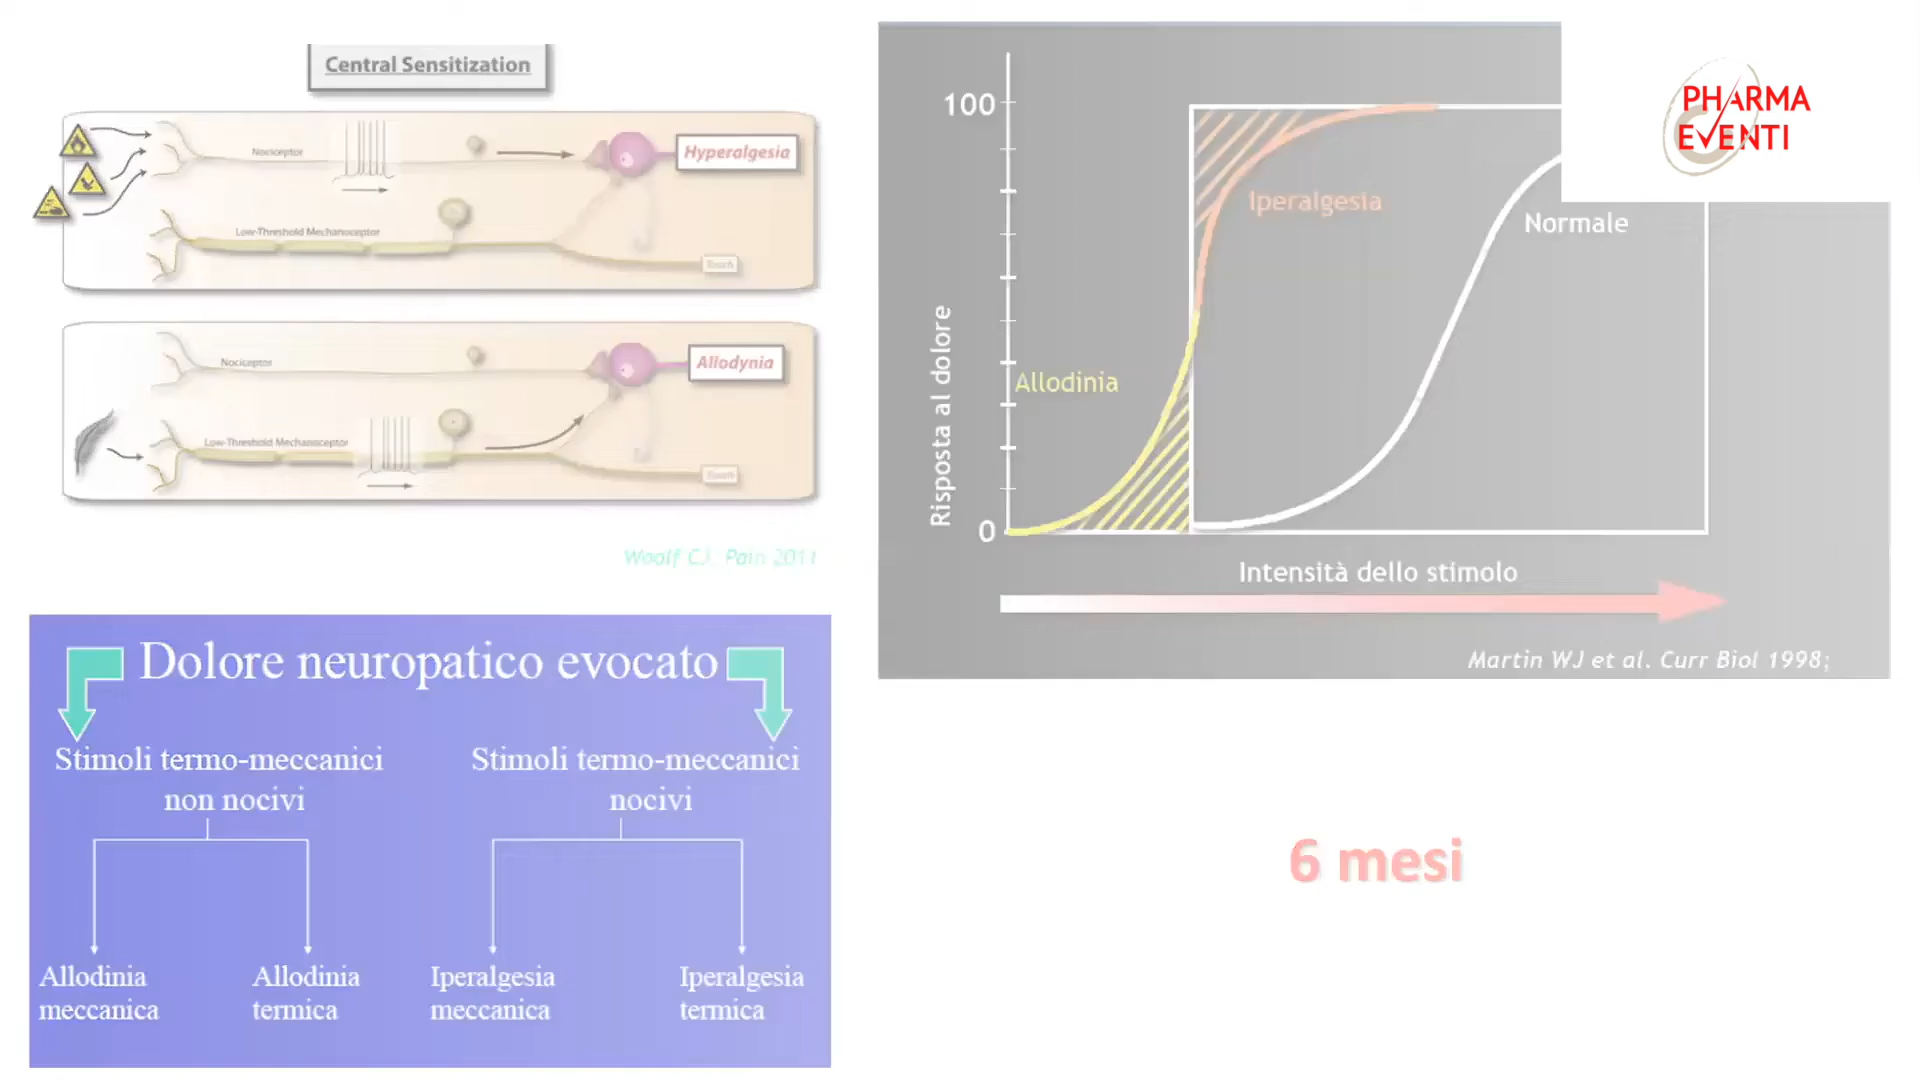 Central Sensitization
Nociceptor
Hyperalgesia
Low-Threshold Mechanoceptor
Touch
Nociceptor
Allodynia
Low-Threshold Mechanoceptor
Touch
Woolf CJ. Pain 2011
Dolore neuropatico evocato
Stimoli termo-meccanici
non nocivi
Stimoli termo-meccanici
nocivi
Allodinia
meccanica
Allodinia
termica
Iperalgesia
meccanica
Iperalgesia
termica
PHARMA
EVENTI
100
Iperalgesia
Normale
Allodinia
Risposta al dolore
0
Intensità dello stimolo
Martin WJ et al. Curr Biol 1998;
6 mesi